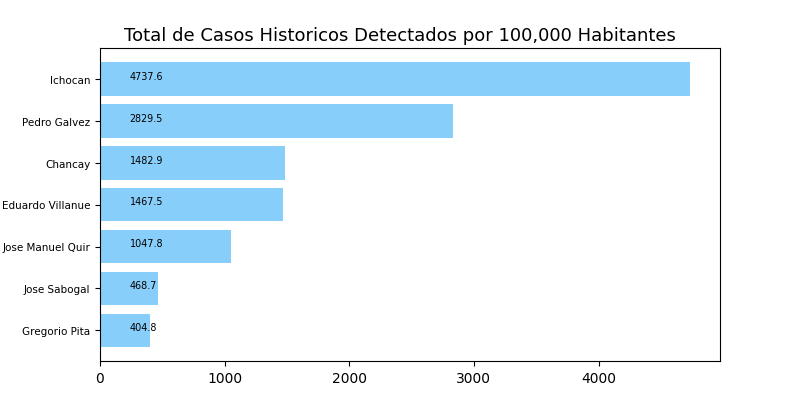 Total de Casos Historicos Detectados por 100,000 Habitantes
Ichocan 4737.6
Pedro Galvez 2829.5
Chancay 1482.9
Eduardo Villanue 1467.5
Jose Manuel Quir 1047.8
Jose Sabogal 468.7
Gregorio Pita 404.8
0 1000 2000 3000 4000